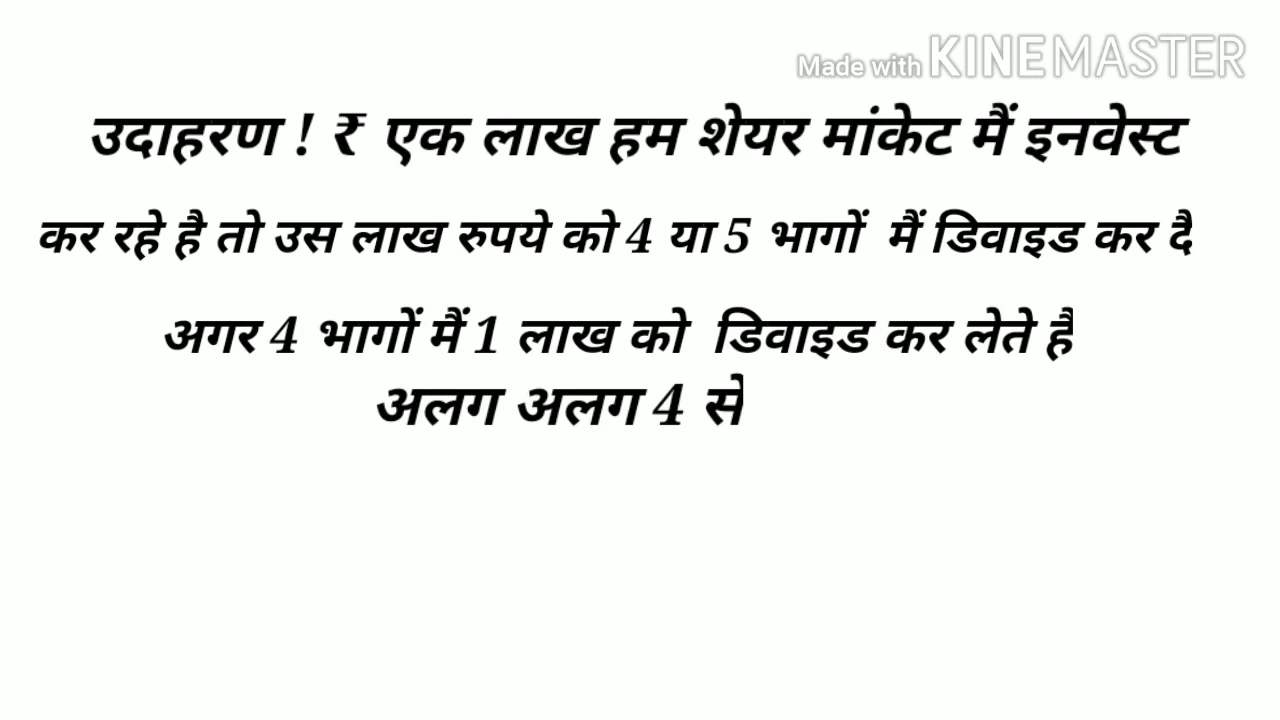 Made with KINEMASTER
उदाहरण ! ₹ एक लाख हम शेयर मांकेट मैं इनवेस्ट
कर रहे है तो उस लाख रुपये को 4 या 5 भागों मैं डिवाइड कर दै
अगर 4 भागों मैं 1 लाख को डिवाइड कर लेते है
अलग अलग 4 से